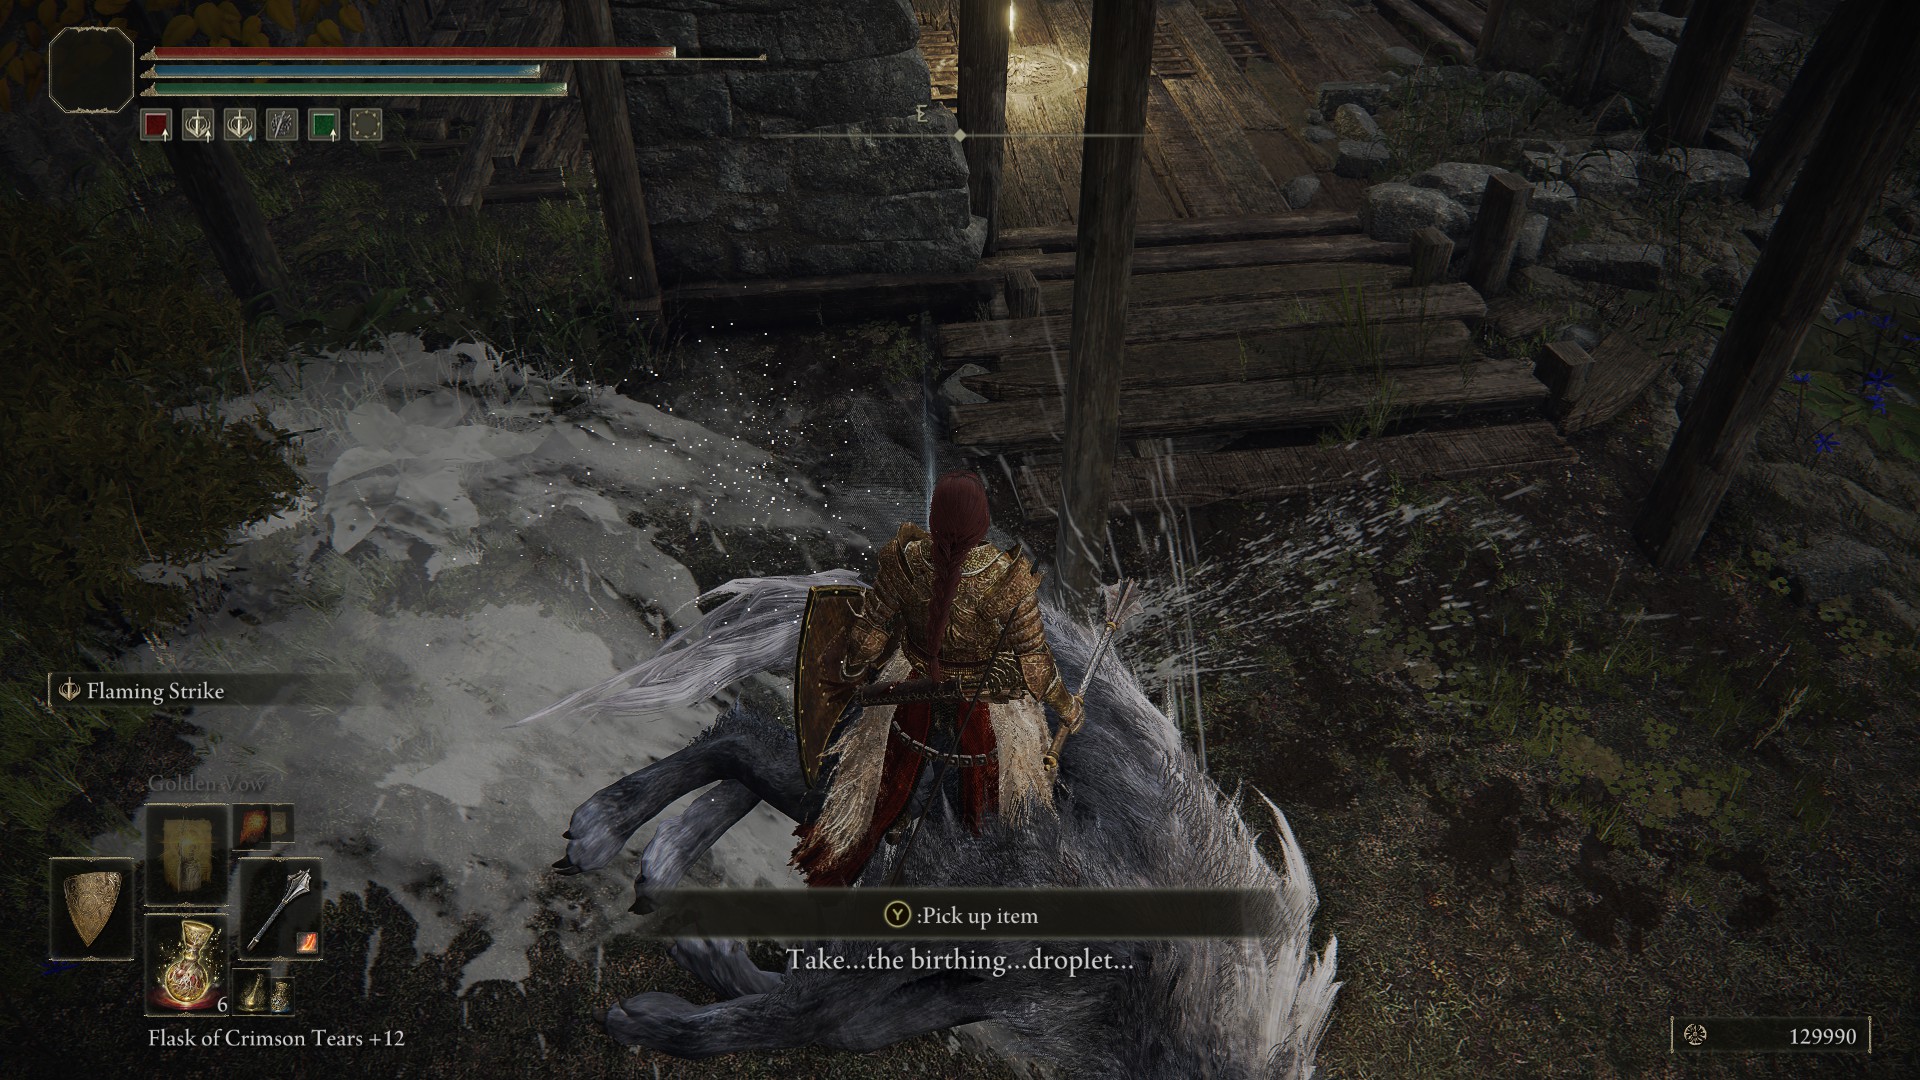 E
Flaming Strike
Golden Vow
6
Flask of Crimson Tears +12
Y :Pick up item
Take...the birthing...droplet...
129990